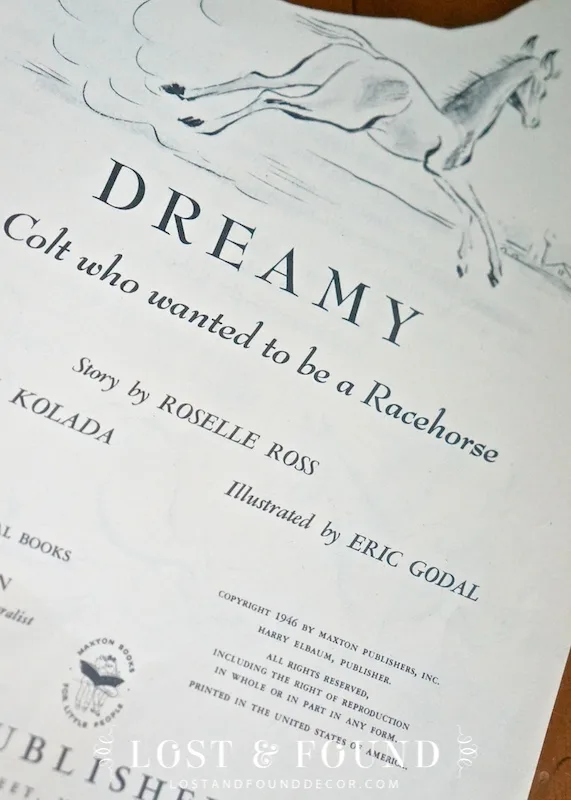 DREAMY
Colt who wanted to be a Racehorse
Story by ROSELLE ROSS
KOLADA
Illustrated by ERIC GODAL
BOOKS
COPYRIGHT 1946 BY MAXTON PUBLISHERS, INC.
HARRY ELBAUM, PUBLISHER.
ALL RIGHTS RESERVED,
INCLUDING THE RIGHT OF REPRODUCTION
IN WHOLE OR IN PART IN ANY FORM.
PRINTED IN THE UNITED STATES OF AMERICA.
MAXTON BOOKS
FOR LITTLE PEOPLE
LOST & FOUND
LOSTANDFOUNDDECOR.COM